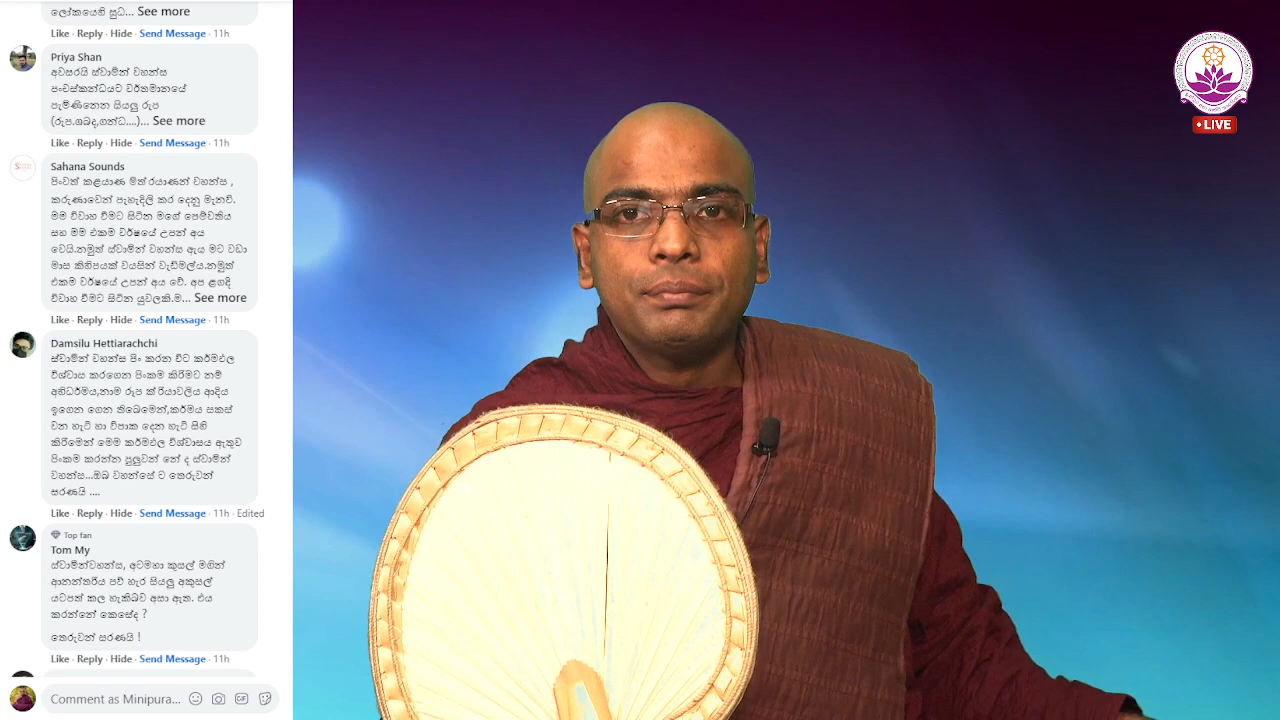 ලෝකයෙහි සුධ... See more
Like · Reply · Hide · Send Message · 11h
Priya Shan
අවසරයි ස්වාමීන් වහන්ස
පංචස්කන්ධයට වර්තමානයේ
පැමිණෙන සියලු රූප
(රූප.ශබද,ගන්ධ....)... See more
Like · Reply · Hide · Send Message · 11h
Sahana Sounds
පිංවත් කළයාණ මිත් රයාණන් වහන්ස ,
කරුණාවෙන් පැහැදිලි කර දෙනු මැනවි.
මම විවාහ වීමට සිටින මගේ පෙම්වතිය
සහ මම එකම වර්ෂයේ උපන් අය
වෙයි.නමුත් ස්වාමීන් වහන්ස ඇය මට වඩා
මාස කිහිපයක් වයසින් වැඩිමල්ය.නමුත්
එකම වර්ෂයේ උපන් අය වේ. අප ළගදි
විවාහ වීමට සිටින යුවලකි.ම... See more
Like · Reply · Hide · Send Message · 11h
Damsilu Hettiarachchi
ස්වාමීන් වහන්ස පිං කරන විට කර්මඵල
විශ්වාස කරගෙන පිංකම කිරීමට නම්
අභිධර්මය,නාම රූප ක් රියාවලිය ආදිය
ඉගෙන ගෙන තිබෙමෙන්,කර්මය සකස්
වන හැටි හා විපාක දෙන හැටි සිහි
කිරීමෙන් මෙම කර්මඵල විශ්වාසය ඇතුව
පිංකම කරන්න පුලුවන් නේ ද ස්වාමීන්
වහන්ස...ඔබ වහන්සේ ට තෙරුවන්
සරණයි ....
Like · Reply · Hide · Send Message · 11h · Edited
Top fan
Tom My
ස්වාමීන්වහන්ස, අටමහා කුසල් මගින්
ආනන්තරීය පව් හැර සියලු අකුසල්
යටපත් කල හැකිබව අසා ඇත. එය
කරන්නේ කෙසේද ?
තෙරුවන් සරණයි !
Like · Reply · Hide · Send Message · 11h
Comment as Minipura...
GIF
LIVE